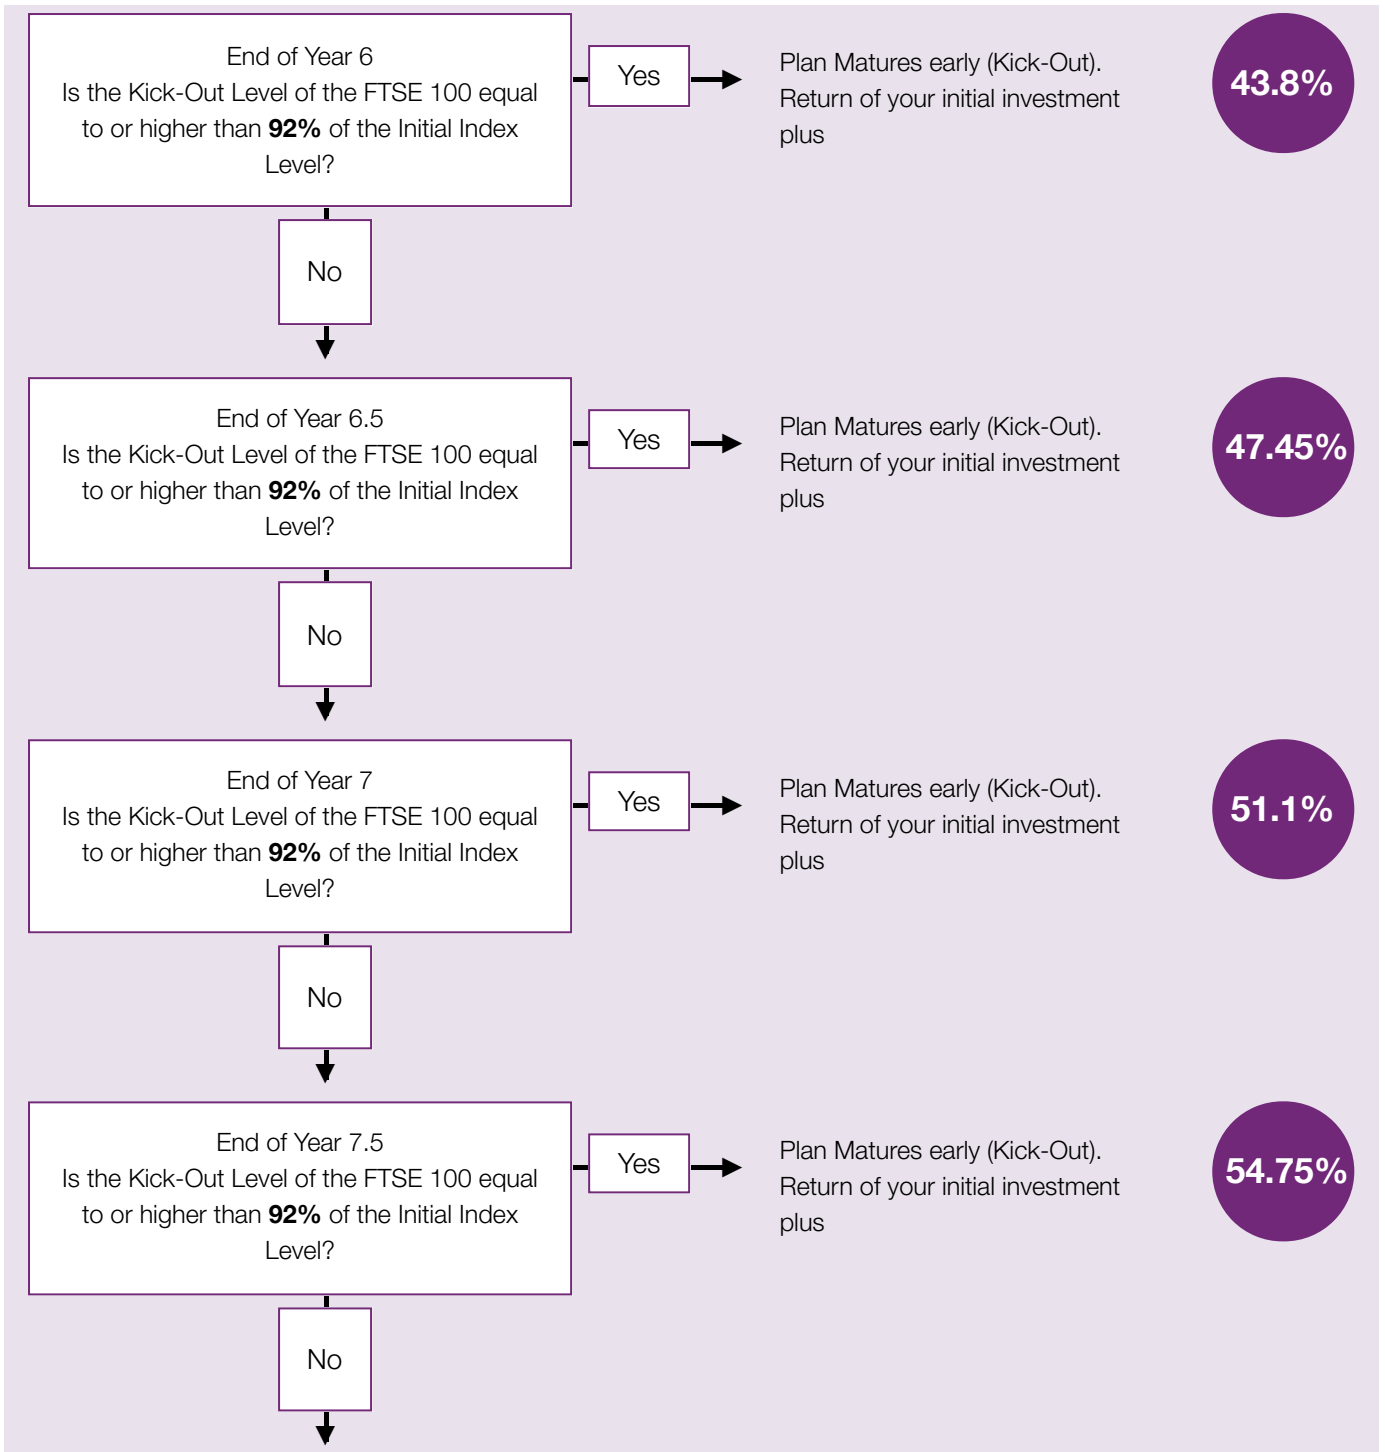 End of Year 6
Is the Kick-Out Level of the FTSE 100 equal
to or higher than 92% of the Initial Index
Level?
Yes
Plan Matures early (Kick-Out).
Return of your initial investment
plus
43.8%
No
End of Year 6.5
Is the Kick-Out Level of the FTSE 100 equal
to or higher than 92% of the Initial Index
Level?
Yes
Plan Matures early (Kick-Out).
Return of your initial investment
plus
47.45%
No
End of Year 7
Is the Kick-Out Level of the FTSE 100 equal
to or higher than 92% of the Initial Index
Level?
Yes
Plan Matures early (Kick-Out).
Return of your initial investment
plus
51.1%
No
End of Year 7.5
Is the Kick-Out Level of the FTSE 100 equal
to or higher than 92% of the Initial Index
Level?
Yes
Plan Matures early (Kick-Out).
Return of your initial investment
plus
54.75%
No